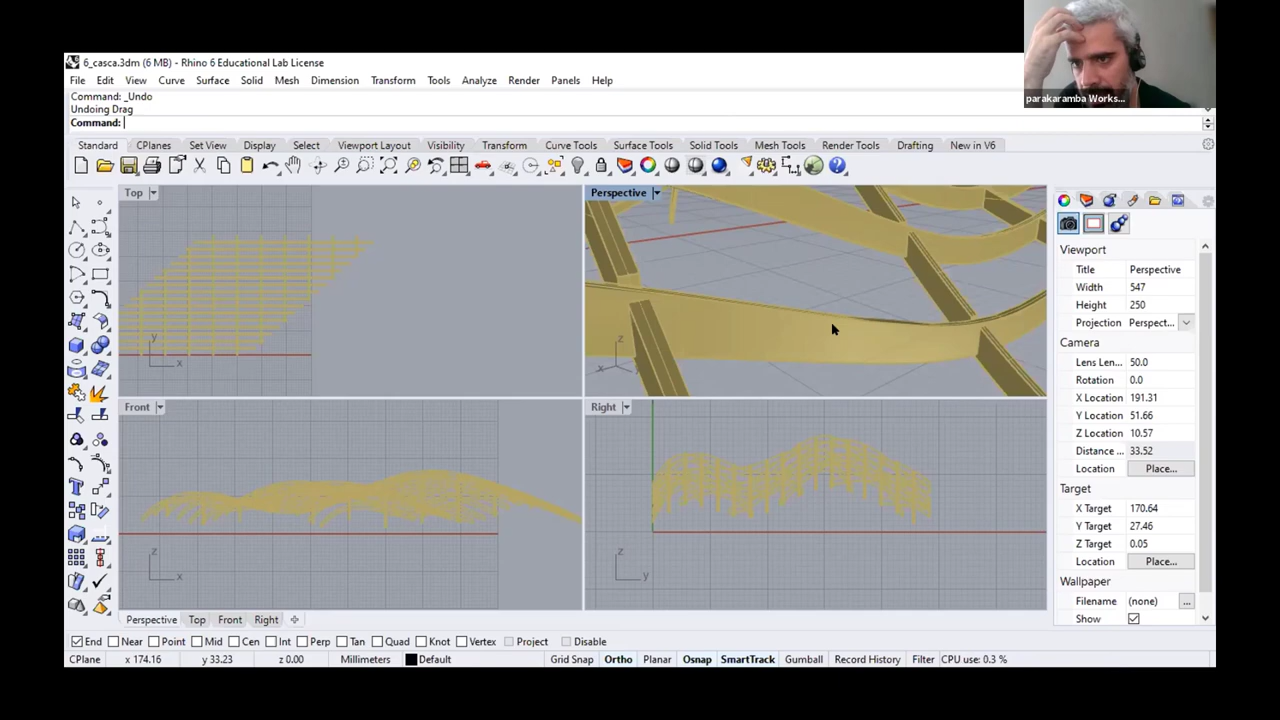 6_casca.3dm (6 MB) - Rhino 6 Educational Lab License
File Edit View Curve Surface Solid Mesh Dimension Transform Tools Analyze Render Panels Help
Command: _Undo
Undoing Drag
Command:
parakaramba Works...
Standard CPlanes Set View Display Select Viewport Layout Visibility Transform Curve Tools Surface Tools Solid Tools Mesh Tools Render Tools Drafting New in V6
Top
y
x
Perspective
z
x
Front
z
x
Right
z
y
Viewport
Title Perspective
Width 547
Height 250
Projection Perspect...
Camera
Lens Len... 50.0
Rotation 0.0
X Location 191.31
Y Location 51.66
Z Location 10.57
Distance ... 33.52
Location Place...
Target
X Target 170.64
Y Target 27.46
Z Target 0.05
Location Place...
Wallpaper
Filename (none) ...
Show
Perspective Top Front Right
End Near Point Mid Cen Int Perp Tan Quad Knot Vertex Project Disable
CPlane x 174.16 y 33.23 z 0.00 Millimeters Default Grid Snap Ortho Planar Osnap SmartTrack Gumball Record History Filter CPU use: 0.3 %